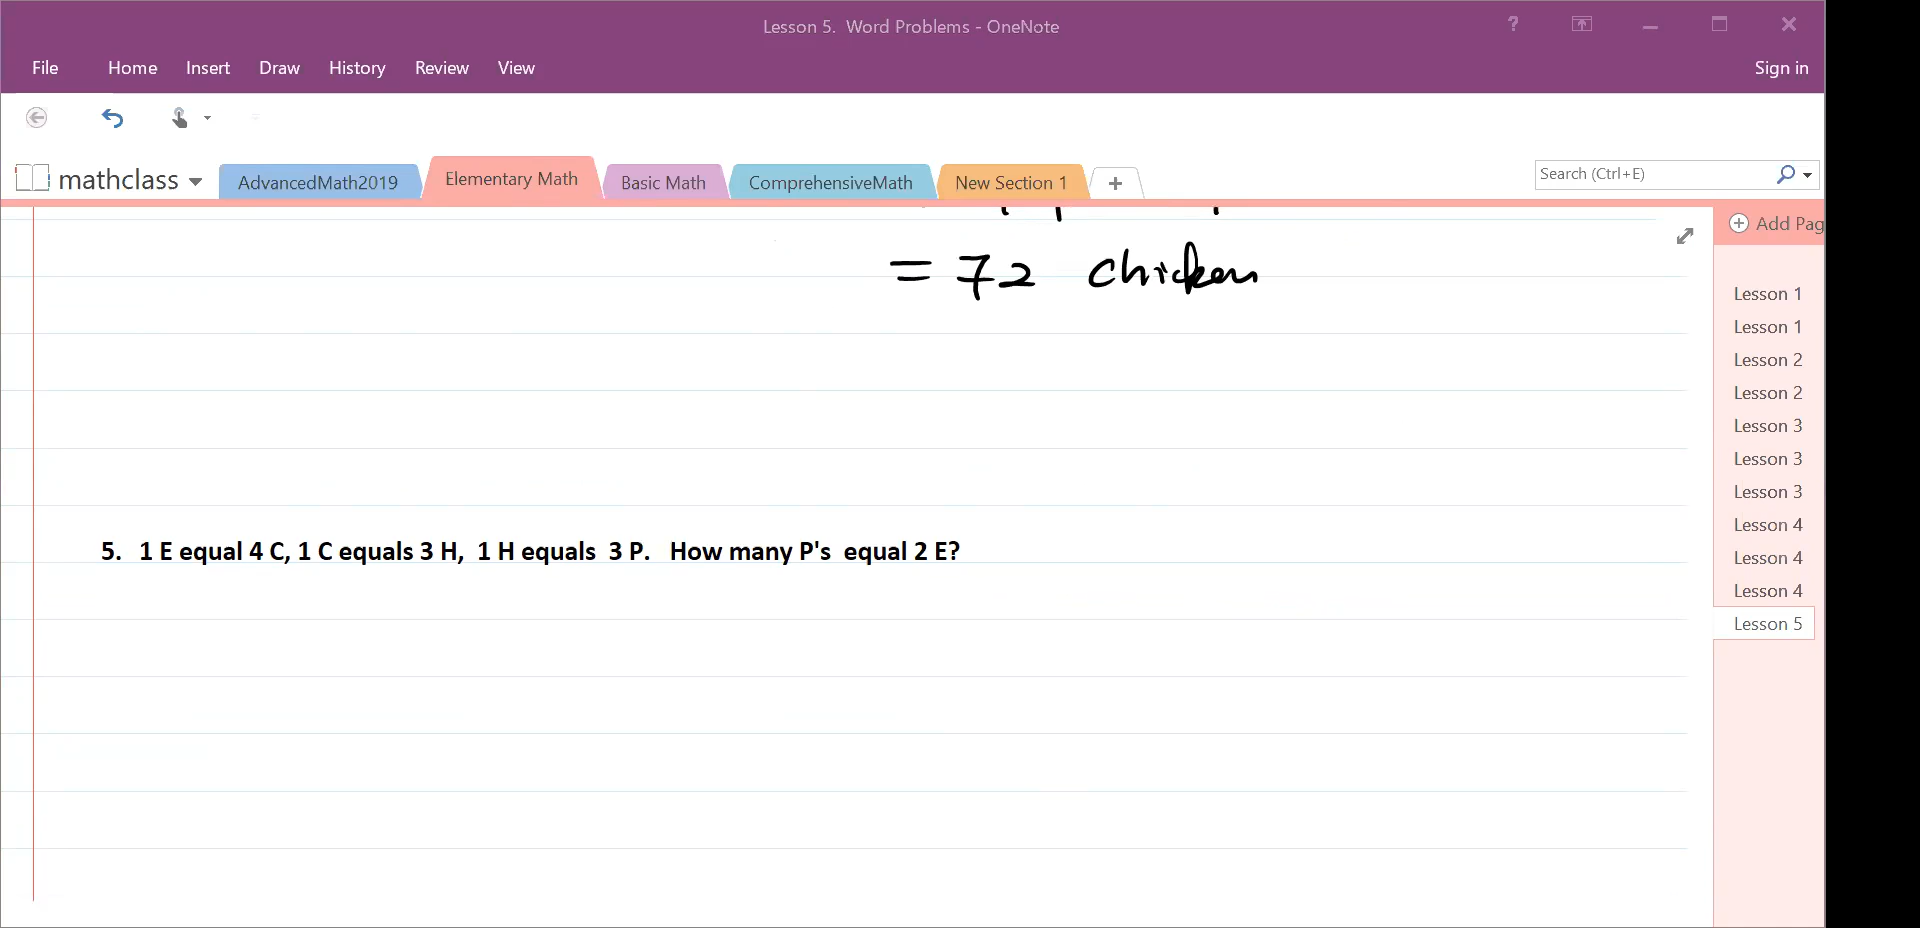 Lesson 5.  Word Problems - OneNote
?
File Home Insert Draw History Review View Sign in
mathclass AdvancedMath2019 Elementary Math Basic Math ComprehensiveMath New Section 1 + Search (Ctrl+E)
Add Pag
= 72 chicken
Lesson 1
Lesson 1
Lesson 2
Lesson 2
Lesson 3
Lesson 3
Lesson 3
Lesson 4
Lesson 4
Lesson 4
Lesson 5
5.  1 E equal 4 C, 1 C equals 3 H,  1 H equals  3 P.   How many P's  equal 2 E?